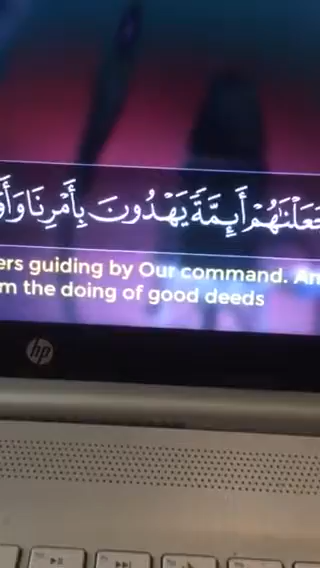 جَعَلْنَٰهُمْ أَئِمَّةً يَهْدُونَ بِأَمْرِنَا وَأَ
ers guiding by Our command. An
m the doing of good deeds
hp